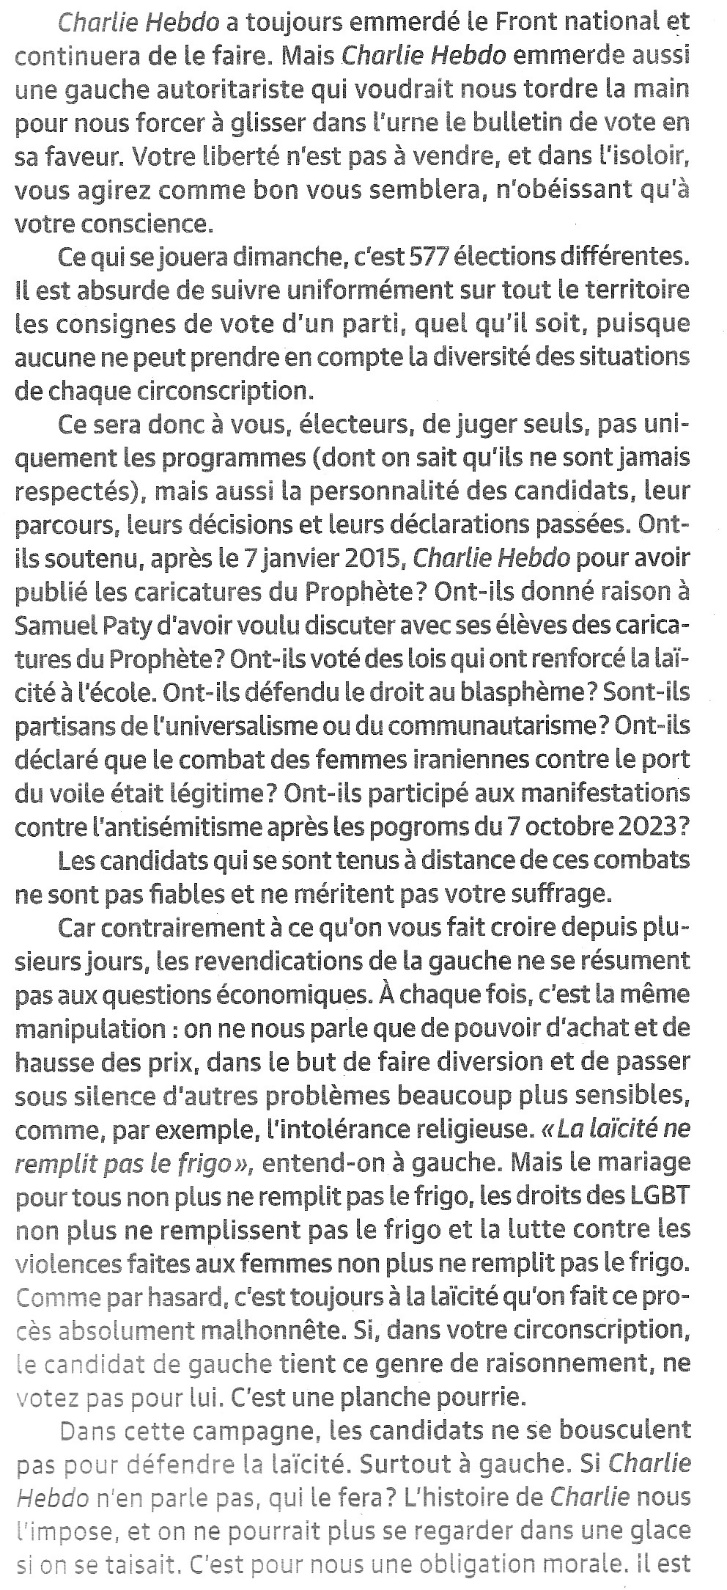 Charlie Hebdo a toujours emmerdé le Front national et
continuera de le faire. Mais Charlie Hebdo emmerde aussi
une gauche autoritariste qui voudrait nous tordre la main
pour nous forcer à glisser dans l'urne le bulletin de vote en
sa faveur. Votre liberté n'est pas à vendre, et dans l'isoloir,
vous agirez comme bon vous semblera, n'obéissant qu'à
votre conscience.
Ce qui se jouera dimanche, c'est 577 élections différentes.
Il est absurde de suivre uniformément sur tout le territoire
les consignes de vote d'un parti, quel qu'il soit, puisque
aucune ne peut prendre en compte la diversité des situations
de chaque circonscription.
Ce sera donc à vous, électeurs, de juger seuls, pas uni-
quement les programmes (dont on sait qu'ils ne sont jamais
respectés), mais aussi la personnalité des candidats, leur
parcours, leurs décisions et leurs déclarations passées. Ont-
ils soutenu, après le 7 janvier 2015, Charlie Hebdo pour avoir
publié les caricatures du Prophète? Ont-ils donné raison à
Samuel Paty d'avoir voulu discuter avec ses élèves des carica-
tures du Prophète? Ont-ils voté des lois qui ont renforcé la laï-
cité à l'école. Ont-ils défendu le droit au blasphème? Sont-ils
partisans de l'universalisme ou du communautarisme? Ont-ils
déclaré que le combat des femmes iraniennes contre le port
du voile était légitime? Ont-ils participé aux manifestations
contre l'antisémitisme après les pogroms du 7 octobre 2023?
Les candidats qui se sont tenus à distance de ces combats
ne sont pas fiables et ne méritent pas votre suffrage.
Car contrairement à ce qu'on vous fait croire depuis plu-
sieurs jours, les revendications de la gauche ne se résument
pas aux questions économiques. À chaque fois, c'est la même
manipulation : on ne nous parle que de pouvoir d'achat et de
hausse des prix, dans le but de faire diversion et de passer
sous silence d'autres problèmes beaucoup plus sensibles,
comme, par exemple, l'intolérance religieuse. «La laïcité ne
remplit pas le frigo», entend-on à gauche. Mais le mariage
pour tous non plus ne remplit pas le frigo, les droits des LGBT
non plus ne remplissent pas le frigo et la lutte contre les
violences faites aux femmes non plus ne remplit pas le frigo.
Comme par hasard, c'est toujours à la laïcité qu'on fait ce pro-
cès absolument malhonnête. Si, dans votre circonscription,
le candidat de gauche tient ce genre de raisonnement, ne
votez pas pour lui. C'est une planche pourrie.
Dans cette campagne, les candidats ne se bousculent
pas pour défendre la laïcité. Surtout à gauche. Si Charlie
Hebdo n'en parle pas, qui le fera? L'histoire de Charlie nous
l'impose, et on ne pourrait plus se regarder dans une glace
si on se taisait. C'est pour nous une obligation morale. Il est